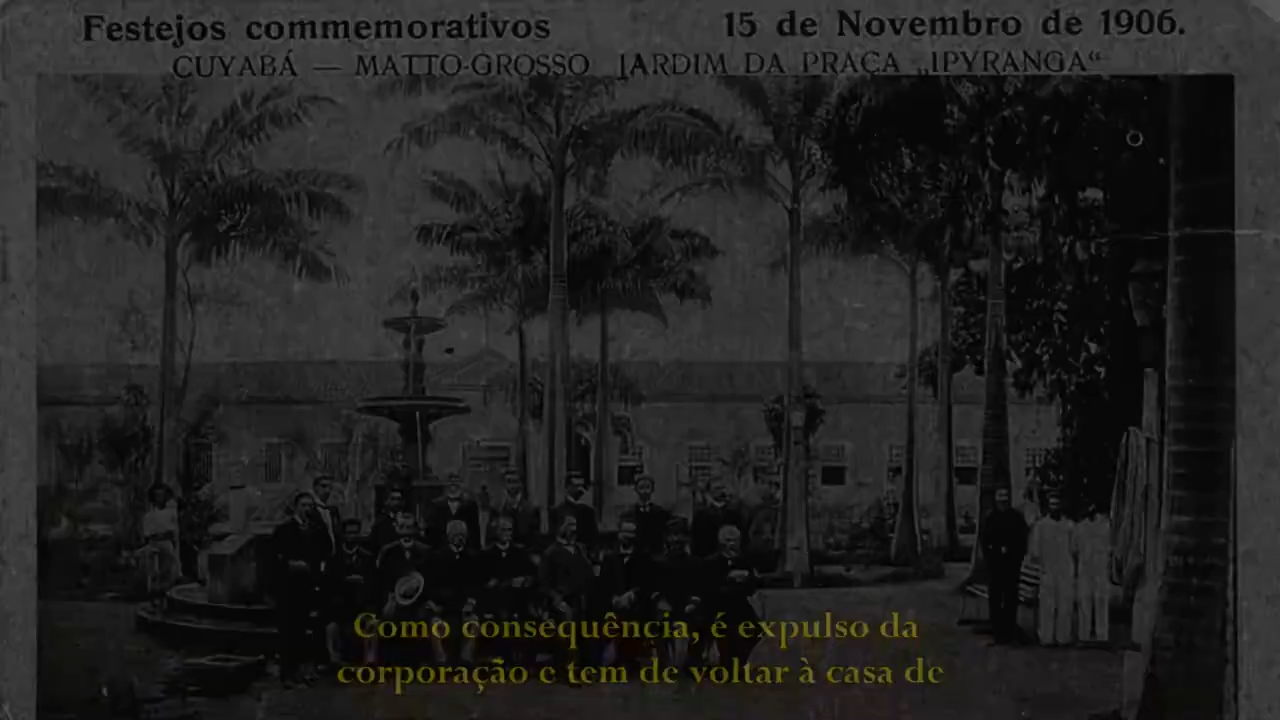 Festejos commemorativos 15 de Novembro de 1906.
CUYABÁ — MATTO-GROSSO JARDIM DA PRAÇA „IPYRANGA“
Como consequência, é expulso da
corporação e tem de voltar à casa de